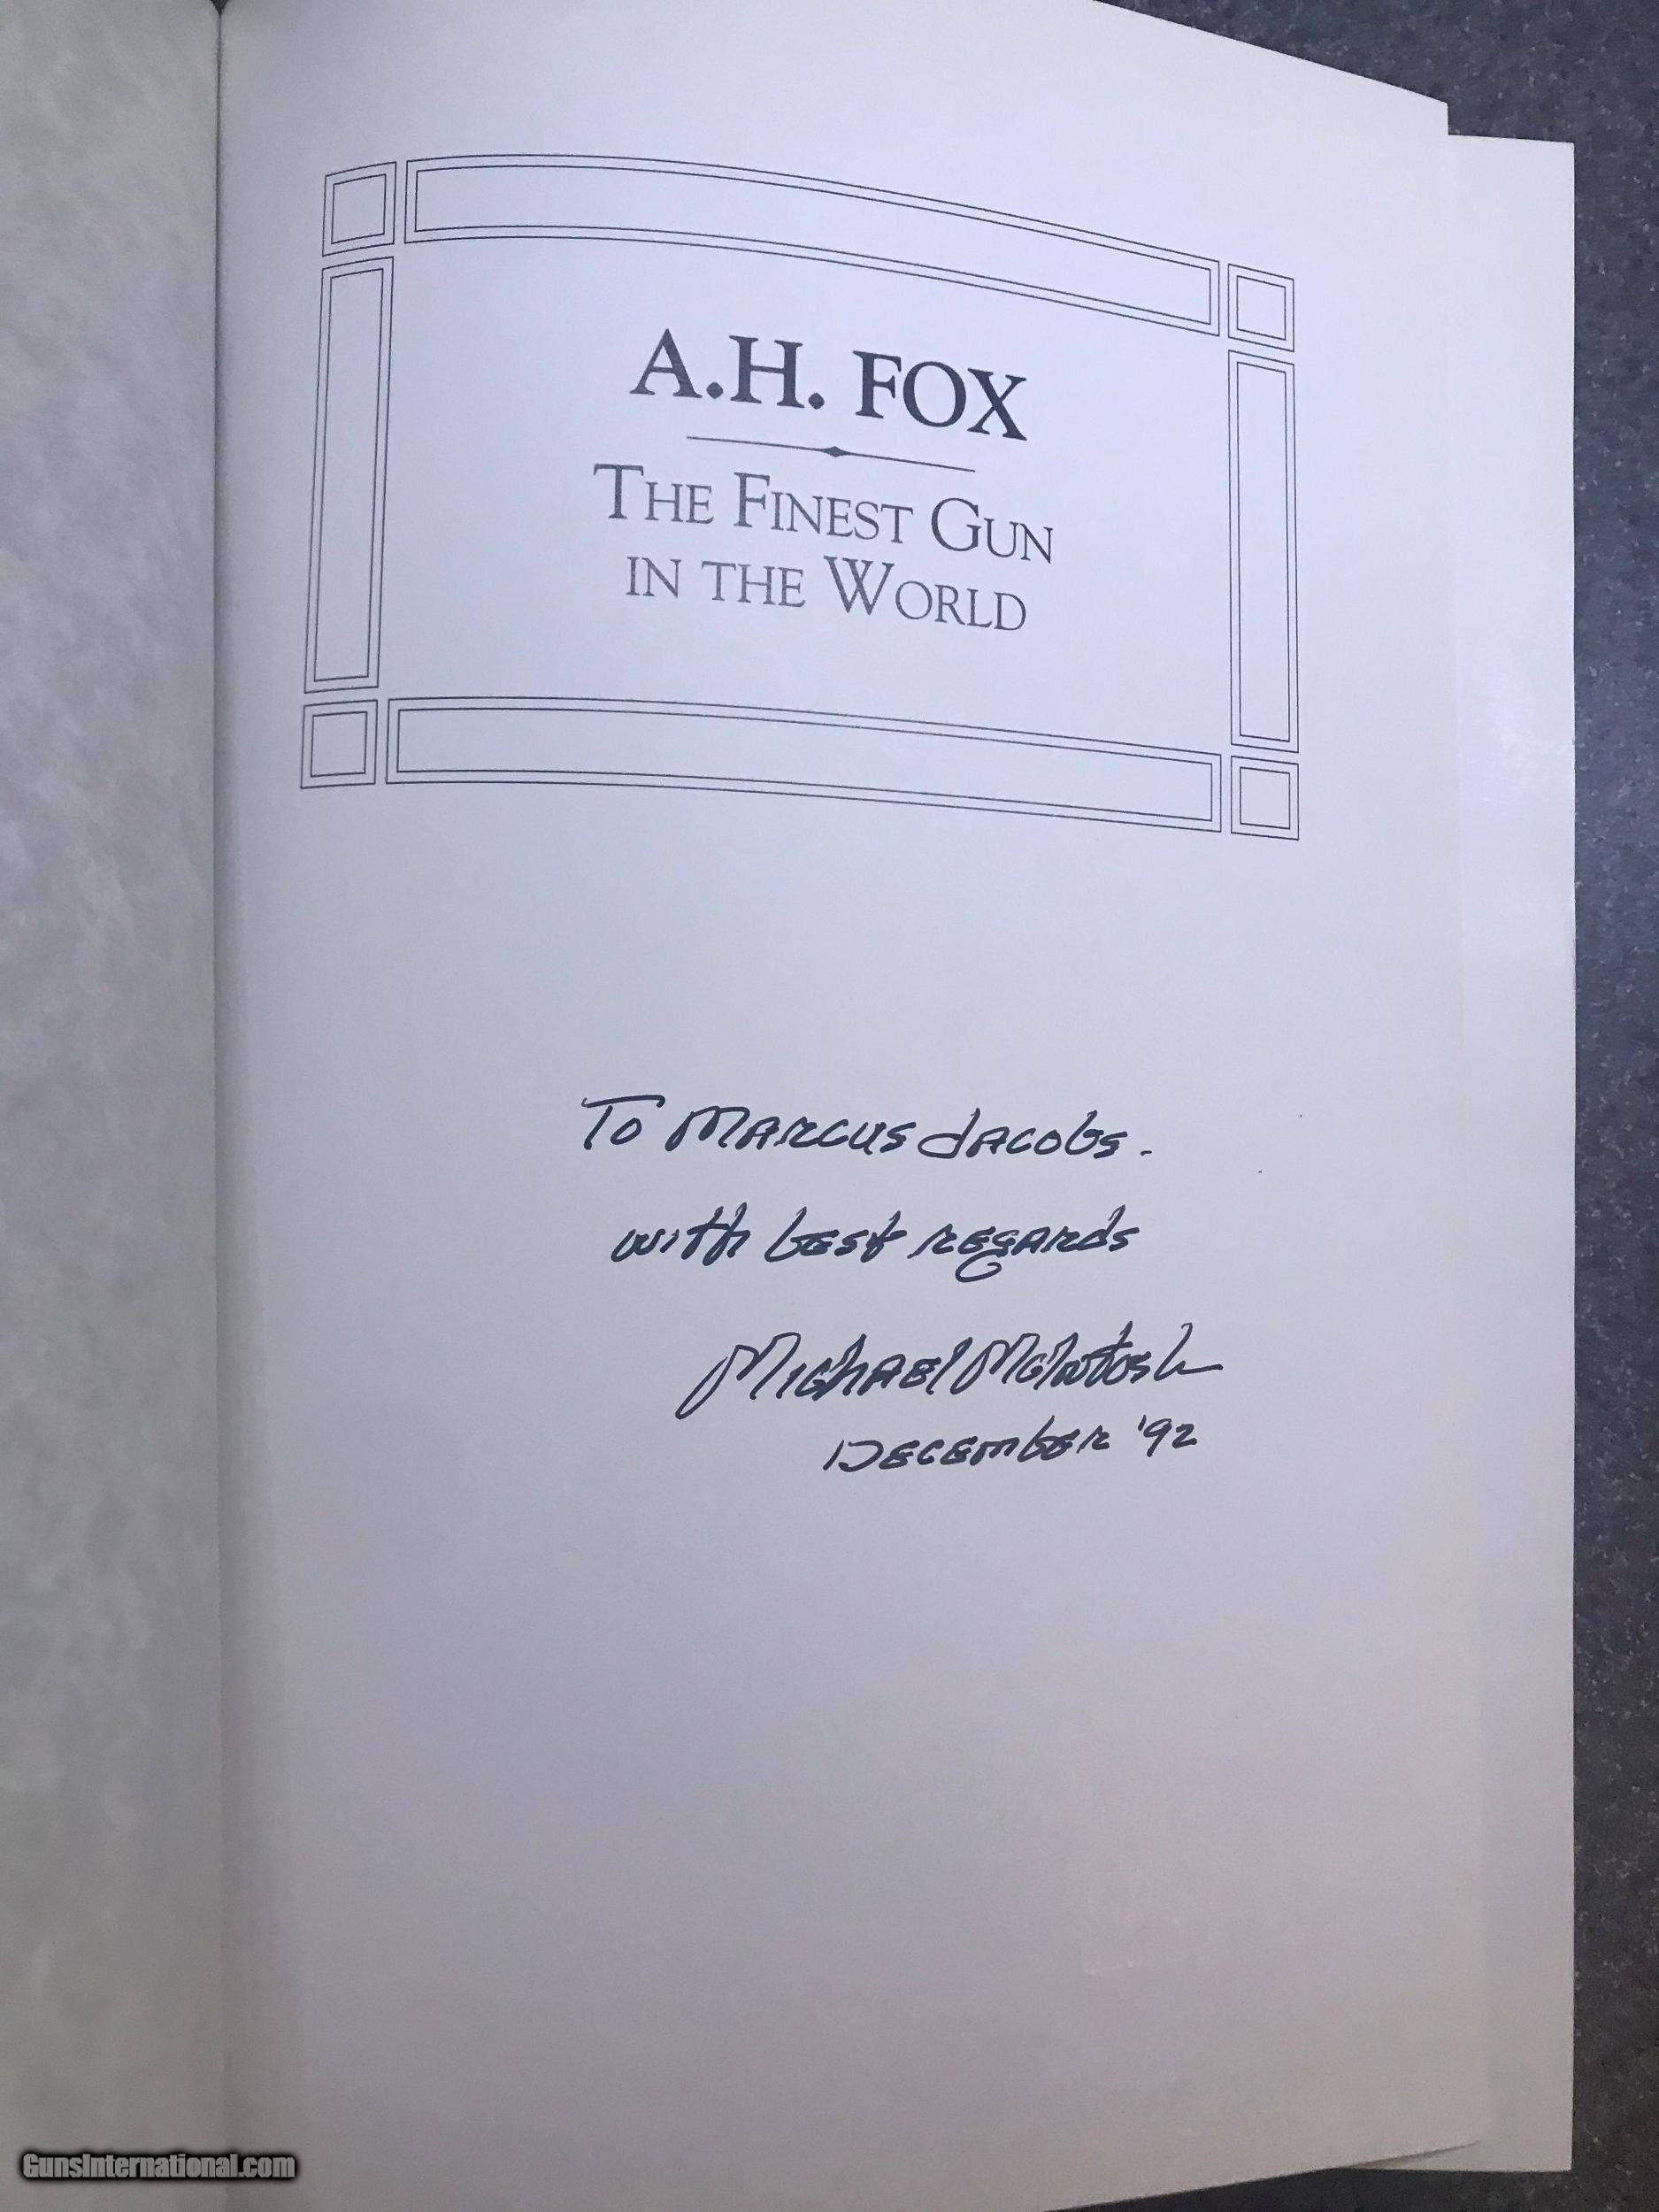 A.H. FOX
THE FINEST GUN
IN THE WORLD
To Marcus Jacobs -
with best regards
Michael McIntosh
December '92
GunsInternational.com